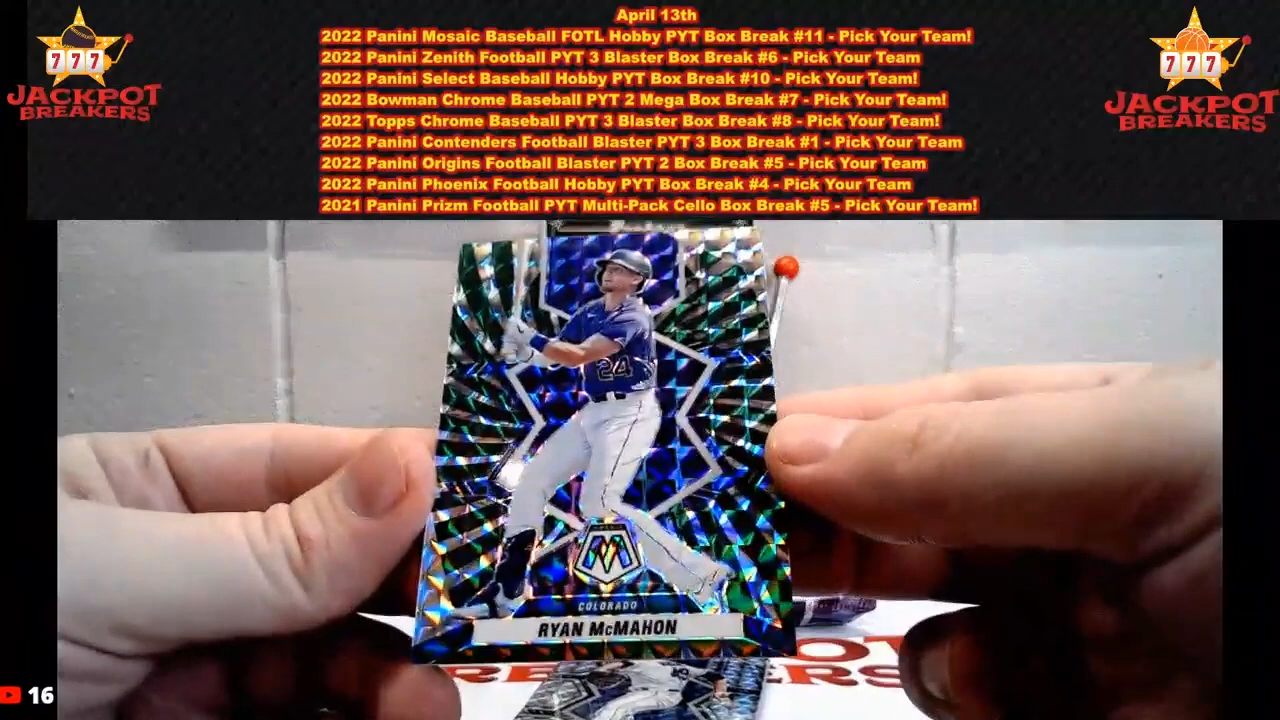 April 13th
2022 Panini Mosaic Baseball FOTL Hobby PYT Box Break #11 - Pick Your Team!
2022 Panini Zenith Football PYT 3 Blaster Box Break #6 - Pick Your Team
2022 Panini Select Baseball Hobby PYT Box Break #10 - Pick Your Team!
2022 Bowman Chrome Baseball PYT 2 Mega Box Break #7 - Pick Your Team!
2022 Topps Chrome Baseball PYT 3 Blaster Box Break #8 - Pick Your Team!
2022 Panini Contenders Football Blaster PYT 3 Box Break #1 - Pick Your Team
2022 Panini Origins Football Blaster PYT 2 Box Break #5 - Pick Your Team
2022 Panini Phoenix Football Hobby PYT Box Break #4 - Pick Your Team
2021 Panini Prizm Football PYT Multi-Pack Cello Box Break #5 - Pick Your Team!
777
JACKPOT
BREAKERS
777
JACKPOT
BREAKERS
24
M
COLORADO
RYAN McMAHON
16